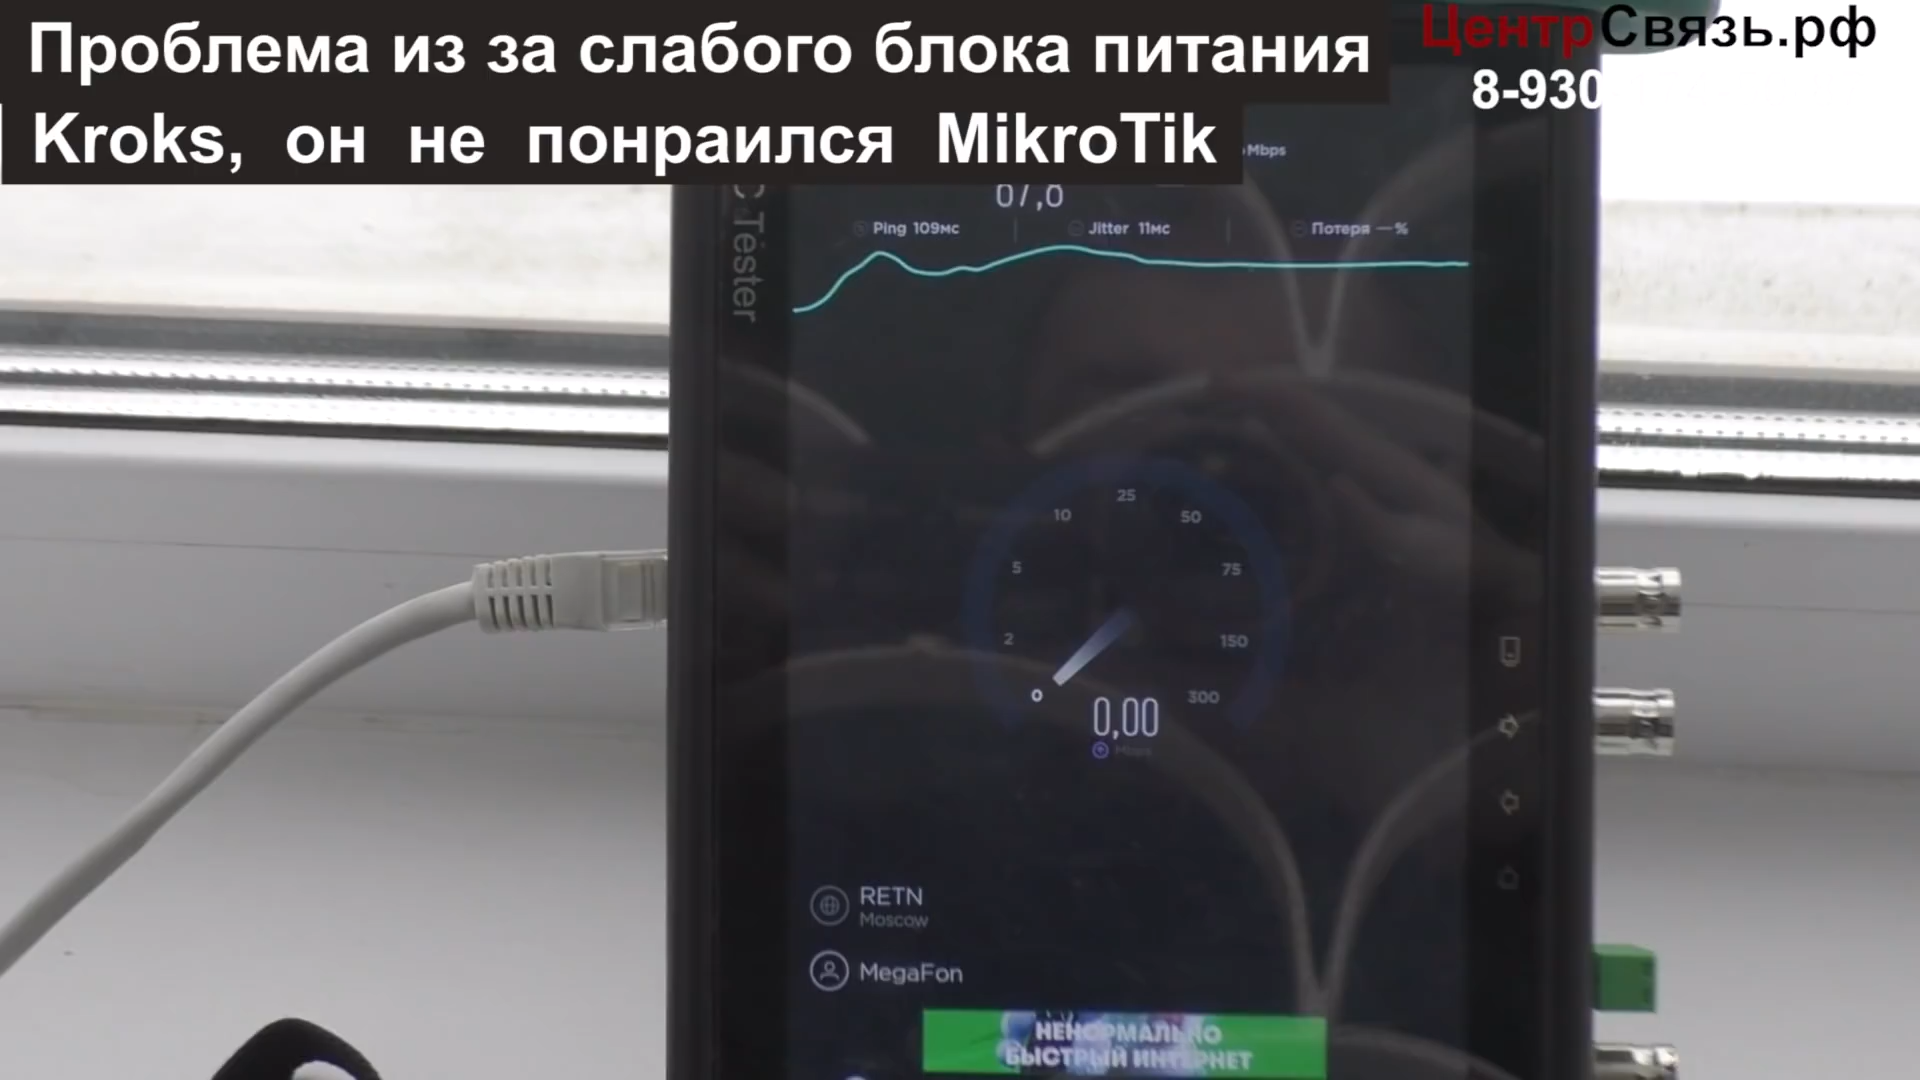 Проблема из за слабого блока питания
Kroks, он не понраился MikroTik
ЦентрСвязь.рф
8-930
Mbps
Ping 109мс
Jitter 11мс
Потеря —%
Tester
25
10
50
5
75
2
150
0
300
0,00
Mbps
RETN
Moscow
MegaFon
НЕНОРМАЛЬНО
БЫСТРЫЙ ИНТЕРНЕТ